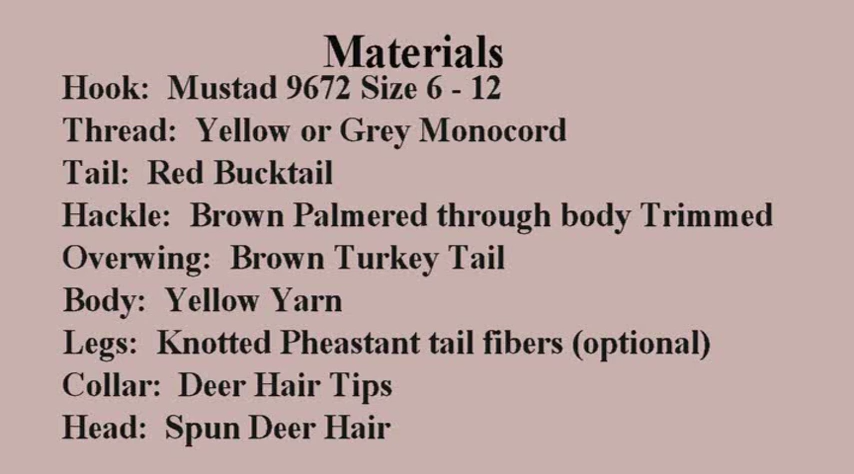 Materials
Hook:  Mustad 9672 Size 6 - 12
Thread:  Yellow or Grey Monocord
Tail:  Red Bucktail
Hackle:  Brown Palmered through body Trimmed
Overwing:  Brown Turkey Tail
Body:  Yellow Yarn
Legs:  Knotted Pheastant tail fibers (optional)
Collar:  Deer Hair Tips
Head:  Spun Deer Hair